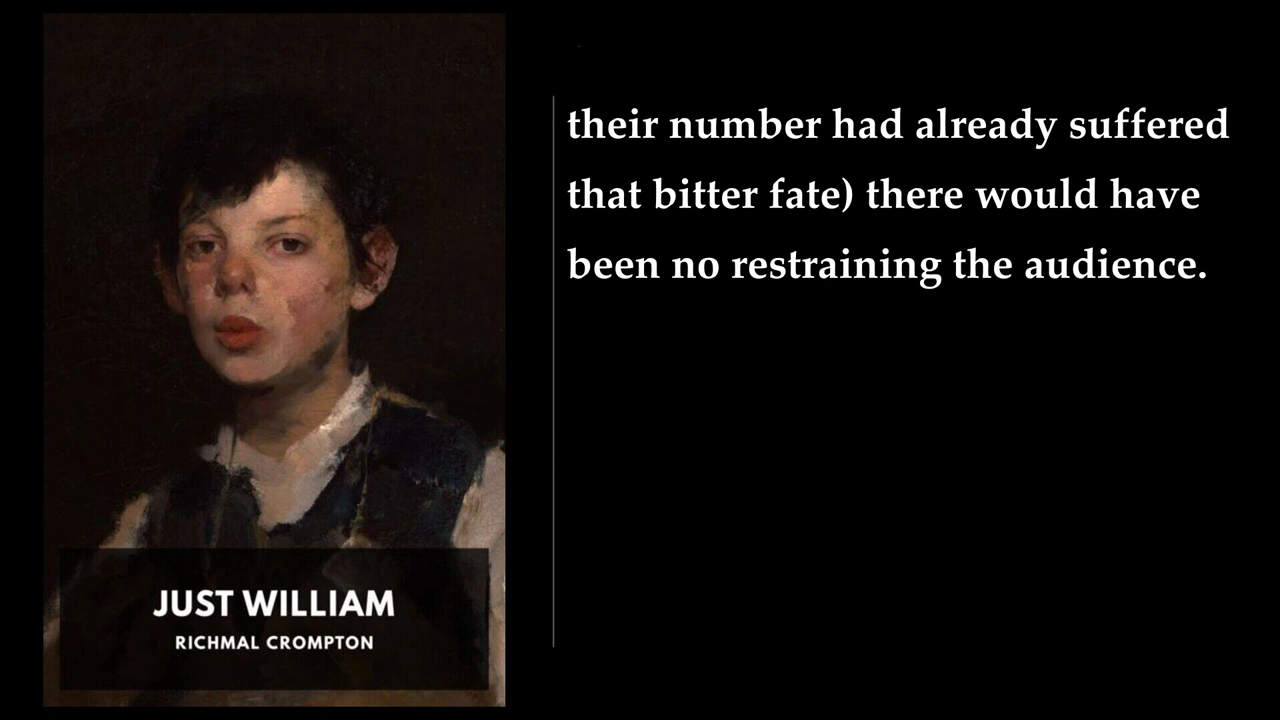 their number had already suffered
that bitter fate) there would have
been no restraining the audience.
JUST WILLIAM
RICHMAL CROMPTON